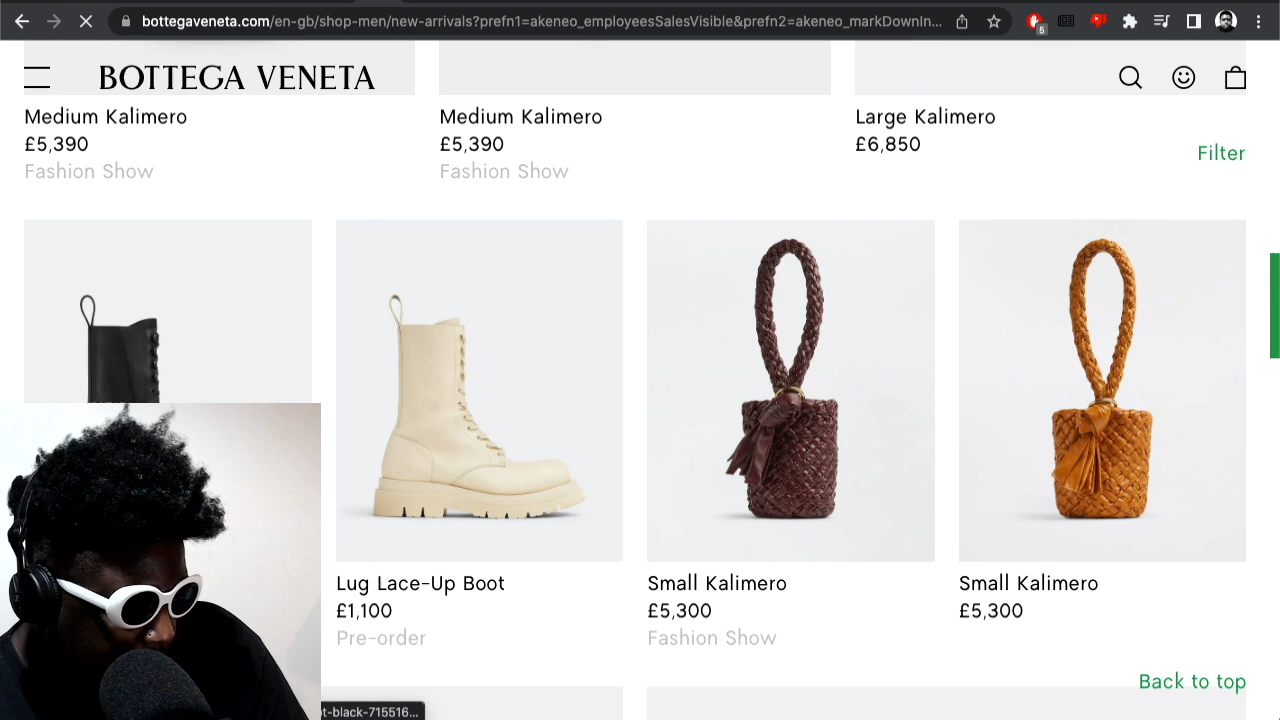 bottegaveneta.com/en-gb/shop-men/new-arrivals?prefn1=akeneo_employeesSalesVisible&prefn2=akeneo_markDownIn...
5
BOTTEGA VENETA
Medium Kalimero
£5,390
Fashion Show
Medium Kalimero
£5,390
Fashion Show
Large Kalimero
£6,850
Filter
Lug Lace-Up Boot
£1,100
Pre-order
Small Kalimero
£5,300
Fashion Show
Small Kalimero
£5,300
Back to top
t-black-715516...